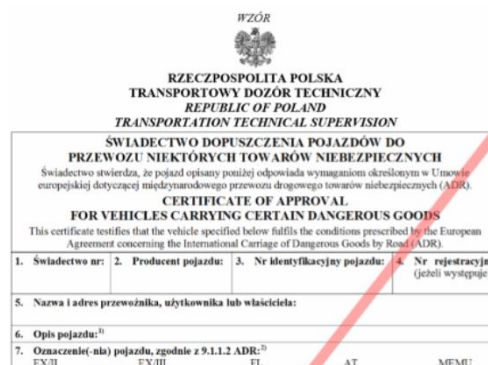 WZÓR
RZECZPOSPOLITA POLSKA
TRANSPORTOWY DOZÓR TECHNICZNY
REPUBLIC OF POLAND
TRANSPORTATION TECHNICAL SUPERVISION
ŚWIADECTWO DOPUSZCZENIA POJAZDÓW DO
PRZEWOZU NIEKTÓRYCH TOWARÓW NIEBEZPIECZNYCH
Świadectwo stwierdza, że pojazd opisany poniżej odpowiada wymaganiom określonym w Umowie
europejskiej dotyczącej międzynarodowego przewozu drogowego towarów niebezpiecznych (ADR).
CERTIFICATE OF APPROVAL
FOR VEHICLES CARRYING CERTAIN DANGEROUS GOODS
This certificate testifies that the vehicle specified below fulfils the conditions prescribed by the European
Agreement concerning the International Carriage of Dangerous Goods by Road (ADR).
1. Świadectwo nr: 2. Producent pojazdu: 3. Nr identyfikacyjny pojazdu: 4. Nr rejestracyjn
(jeżeli występuje
5. Nazwa i adres przewoźnika, użytkownika lub właściciela:
6. Opis pojazdu:1)
7. Oznaczenie(-nia) pojazdu, zgodnie z 9.1.1.2 ADR:2)
EX/II EX/III FL AT MEMU